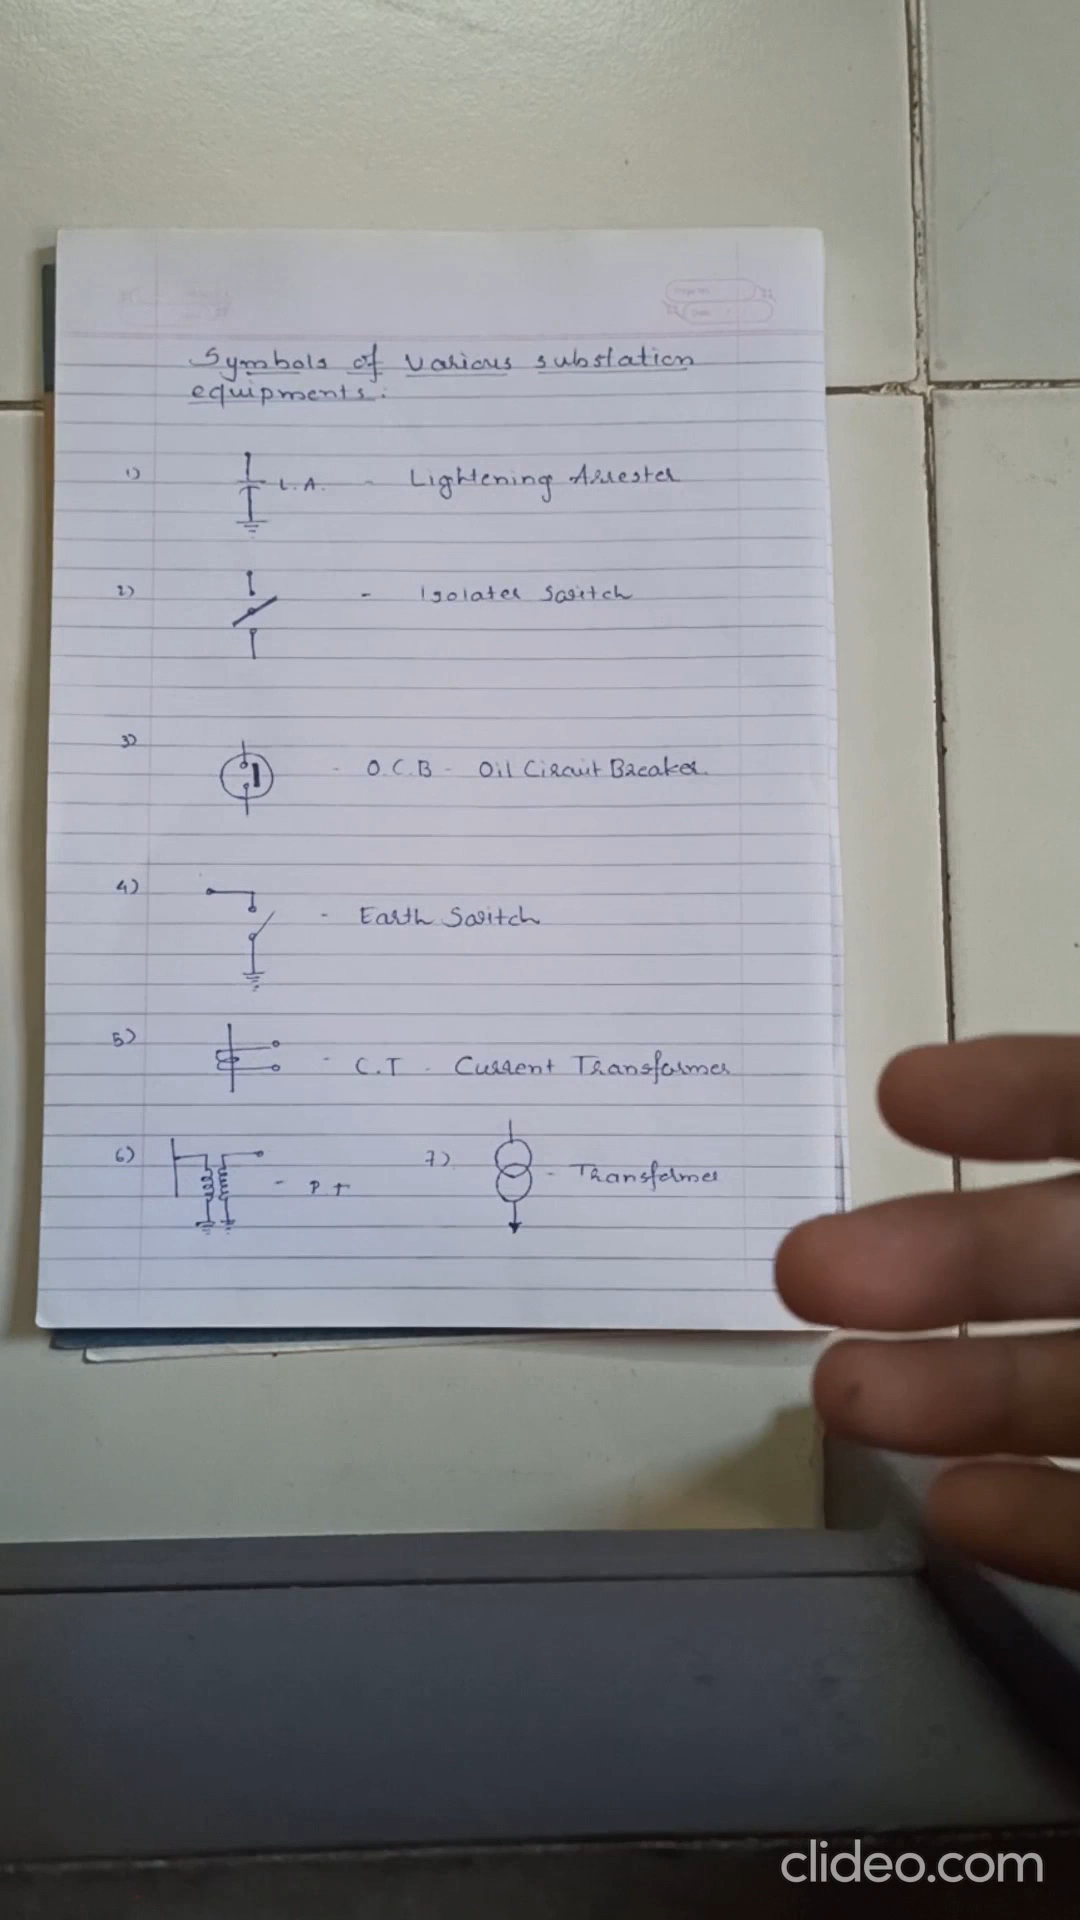 Symbols of various substation
equipments:
1) L.A. - Lightening Arrester
2) - Isolater Switch
3) - O.C.B - Oil Circuit Breaker.
4) - Earth Switch
5) - C.T - Current Transformer
6) - P T 7) - Transformer
clideo.com